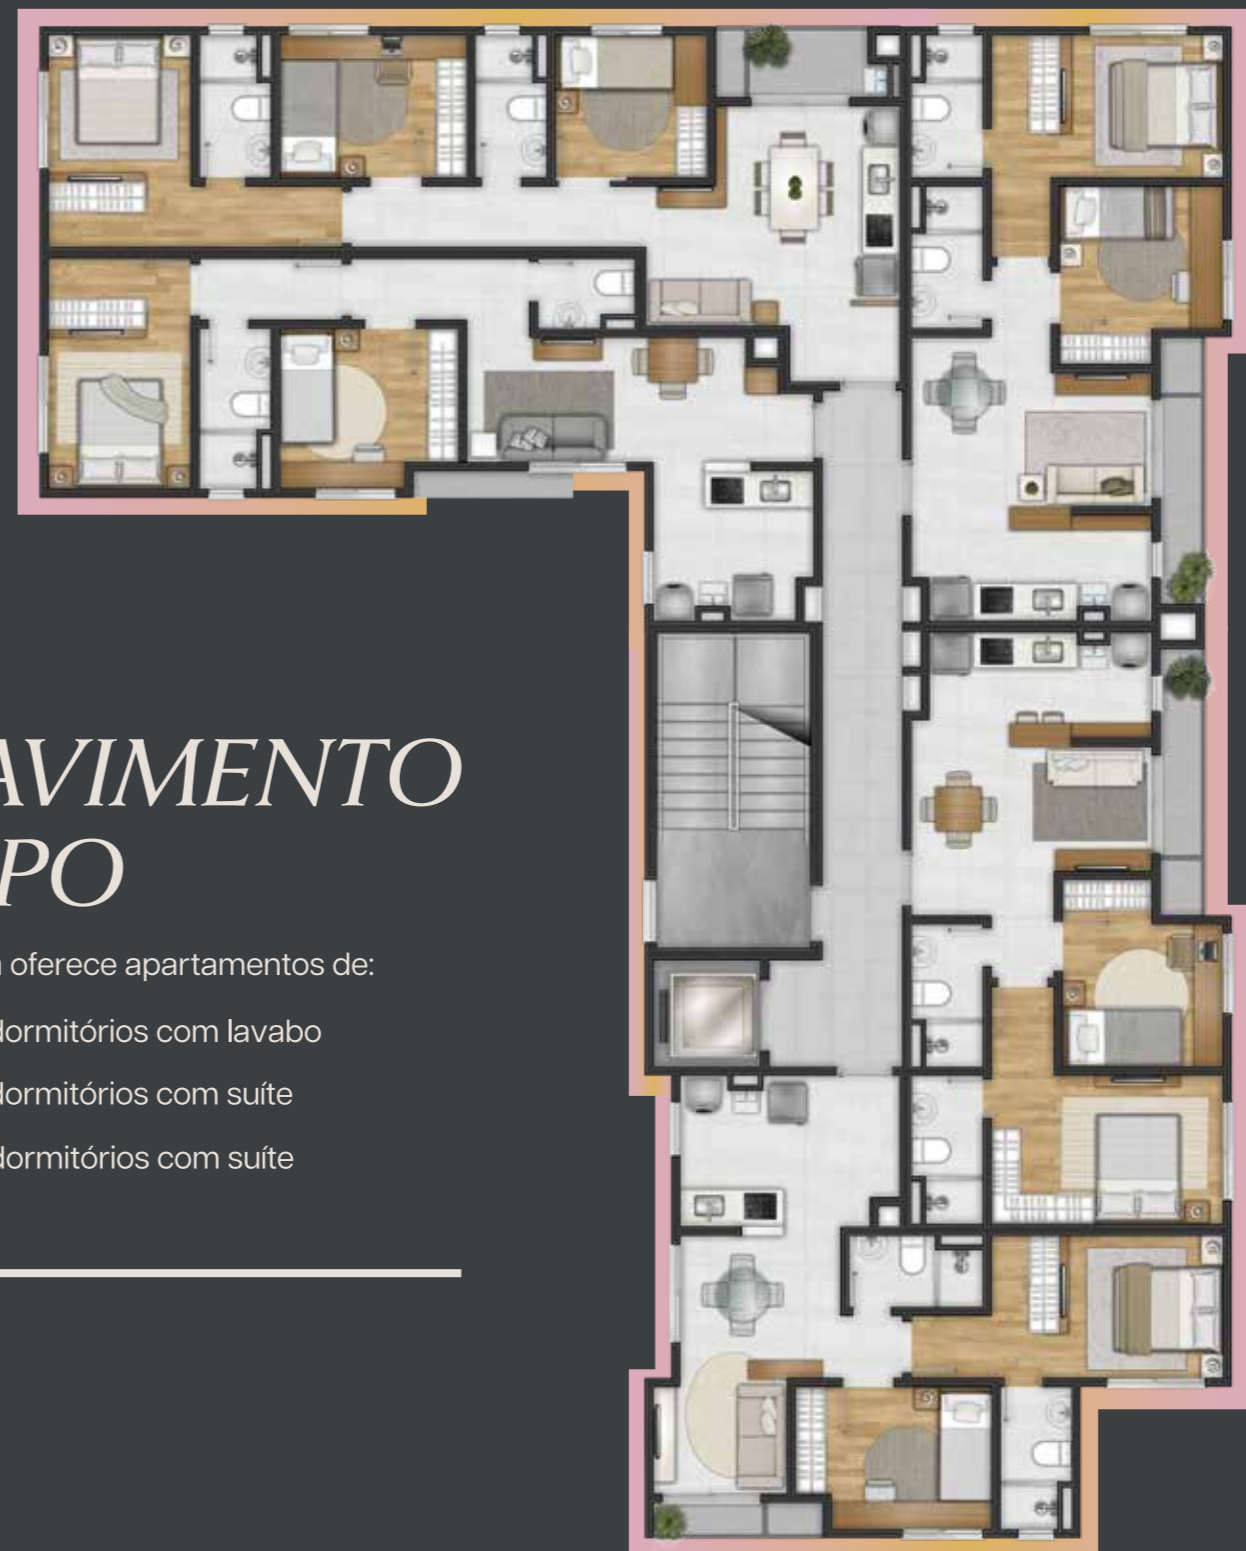 AVIMENTO
PO
oferece apartamentos de:
dormitórios com lavabo
dormitórios com suíte
dormitórios com suíte